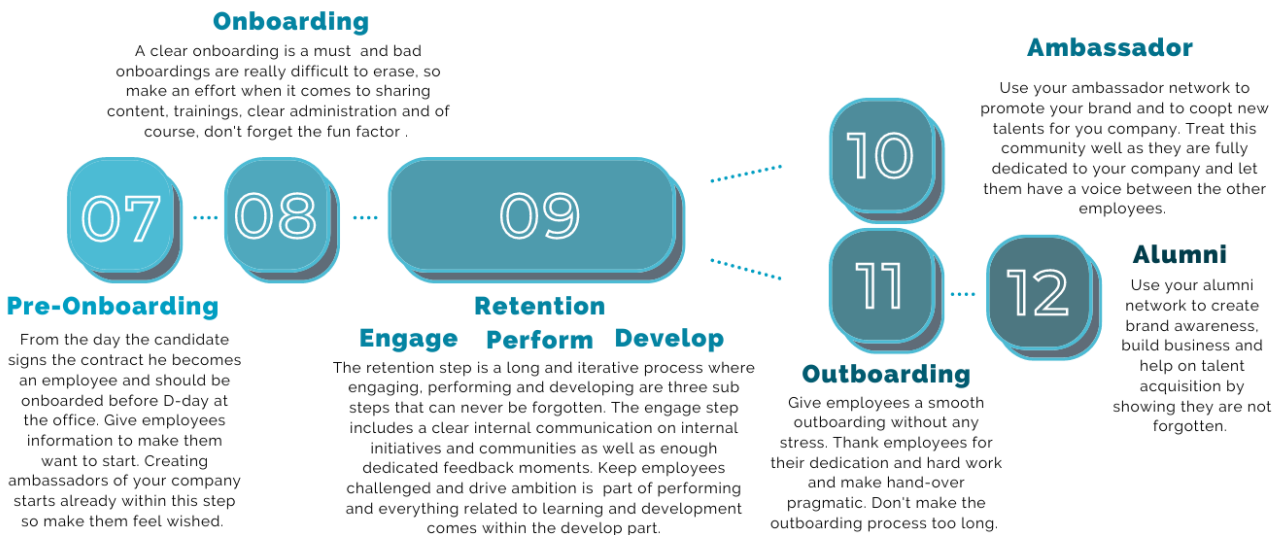 Onboarding
A clear onboarding is a must  and bad
onboardings are really difficult to erase, so
make an effort when it comes to sharing
content, trainings, clear administration and of
course, don't forget the fun factor .
07
08
09
10
11
12
Pre-Onboarding
From the day the candidate
signs the contract he becomes
an employee and should be
onboarded before D-day at
the office. Give employees
information to make them
want to start. Creating
ambassadors of your company
starts already within this step
so make them feel wished.
Retention
Engage Perform Develop
The retention step is a long and iterative process where
engaging, performing and developing are three sub
steps that can never be forgotten. The engage step
includes a clear internal communication on internal
initiatives and communities as well as enough
dedicated feedback moments. Keep employees
challenged and drive ambition is  part of performing
and everything related to learning and development
comes within the develop part.
Ambassador
Use your ambassador network to
promote your brand and to coopt new
talents for you company. Treat this
community well as they are fully
dedicated to your company and let
them have a voice between the other
employees.
Outboarding
Give employees a smooth
outboarding without any
stress. Thank employees for
their dedication and hard work
and make hand-over
pragmatic. Don't make the
outboarding process too long.
Alumni
Use your alumni
network to create
brand awareness,
build business and
help on talent
acquisition by
showing they are not
forgotten.